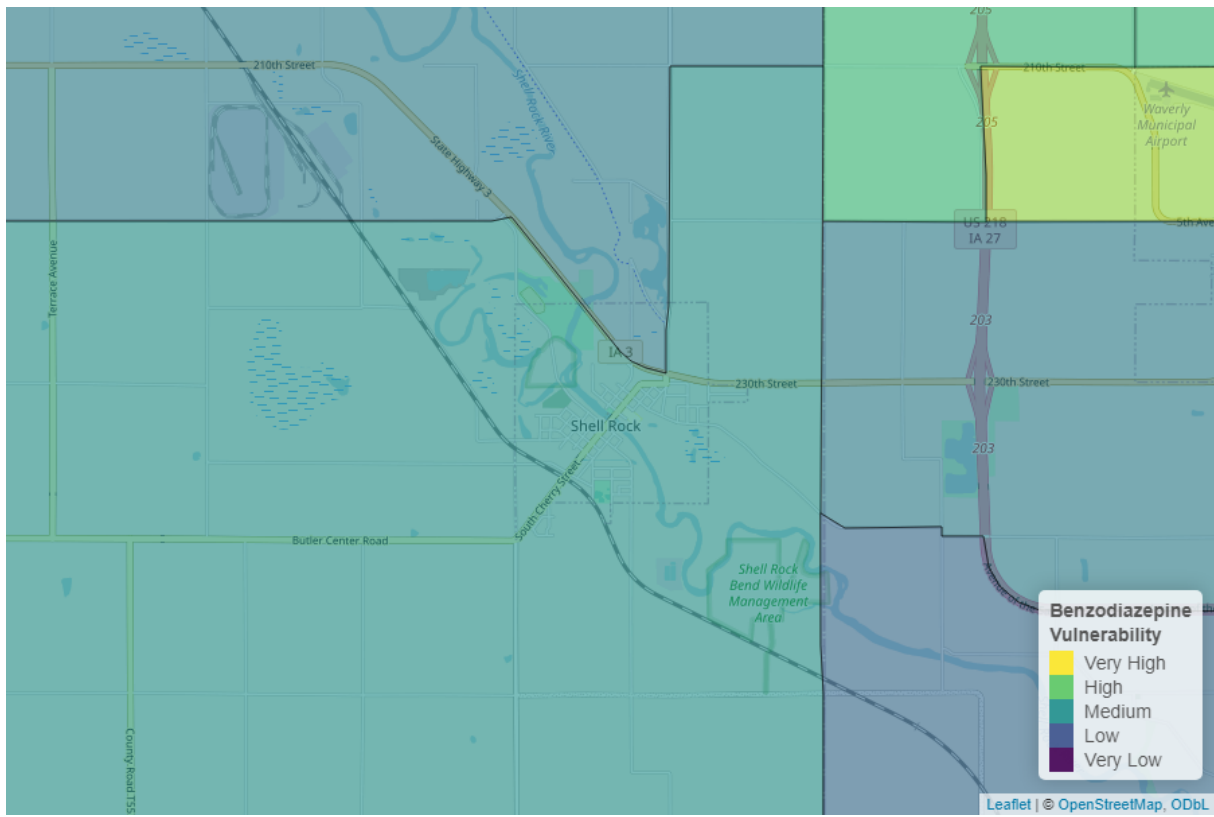 205
210th Street
210th Street
Shell Rock River
Waverly
Municipal
Airport
205
State Highway 3
US 218
IA 27
5th Ave
Terrace Avenue
203
IA 3
230th Street
230th Street
Shell Rock
203
South Cherry Street
Butler Center Road
Shell Rock
Bend Wildlife
Management
Area
Avenue of the
County Road T55
Benzodiazepine
Vulnerability
Very High
High
Medium
Low
Very Low
Leaflet | © OpenStreetMap, ODbL